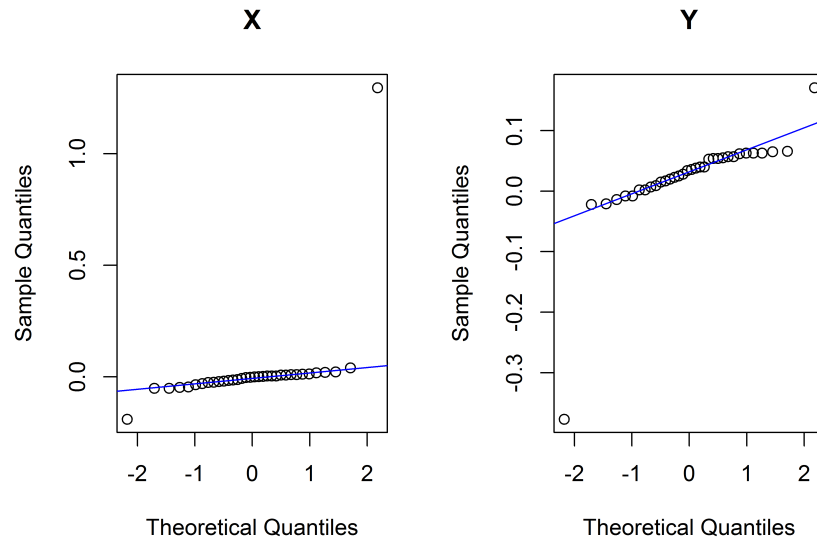 X
Sample Quantiles
1.0
0.5
0.0
-2 -1 0 1 2
Theoretical Quantiles
Y
Sample Quantiles
0.1
0.0
-0.1
-0.2
-0.3
-2 -1 0 1 2
Theoretical Quantiles